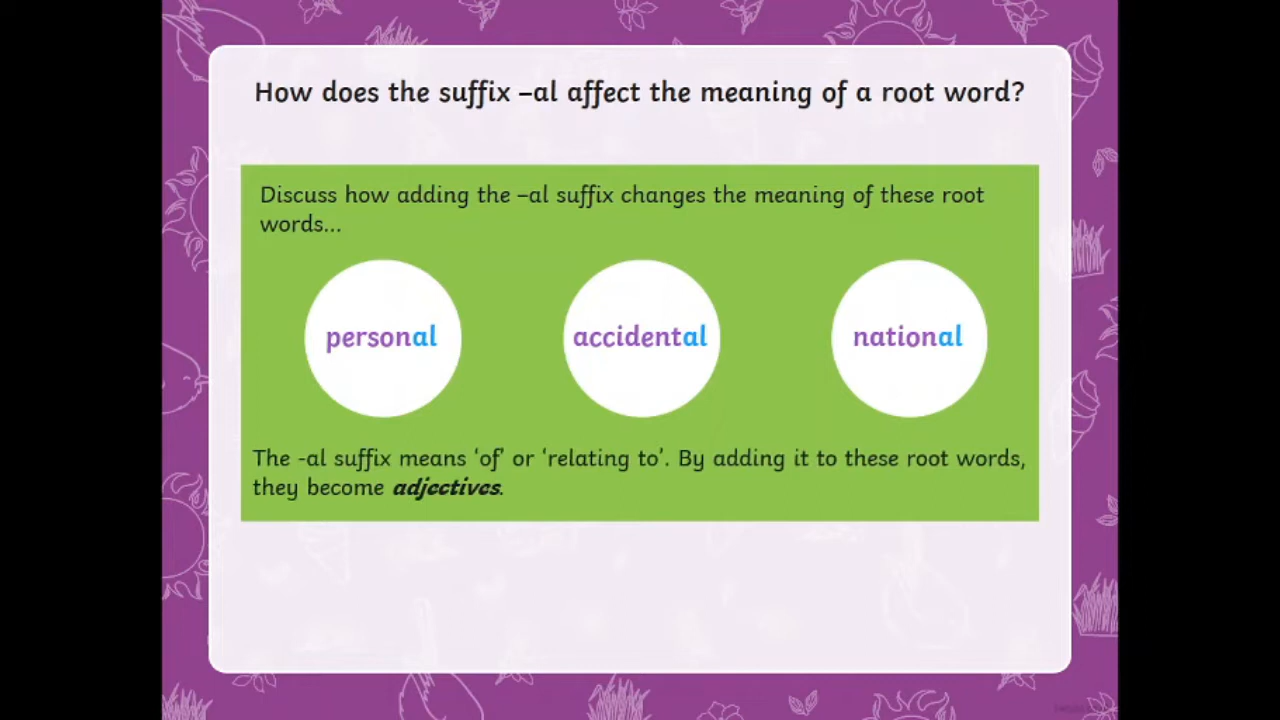 How does the suffix –al affect the meaning of a root word?
Discuss how adding the –al suffix changes the meaning of these root
words...
personal
accidental
national
The -al suffix means ‘of’ or ‘relating to’. By adding it to these root words,
they become adjectives.